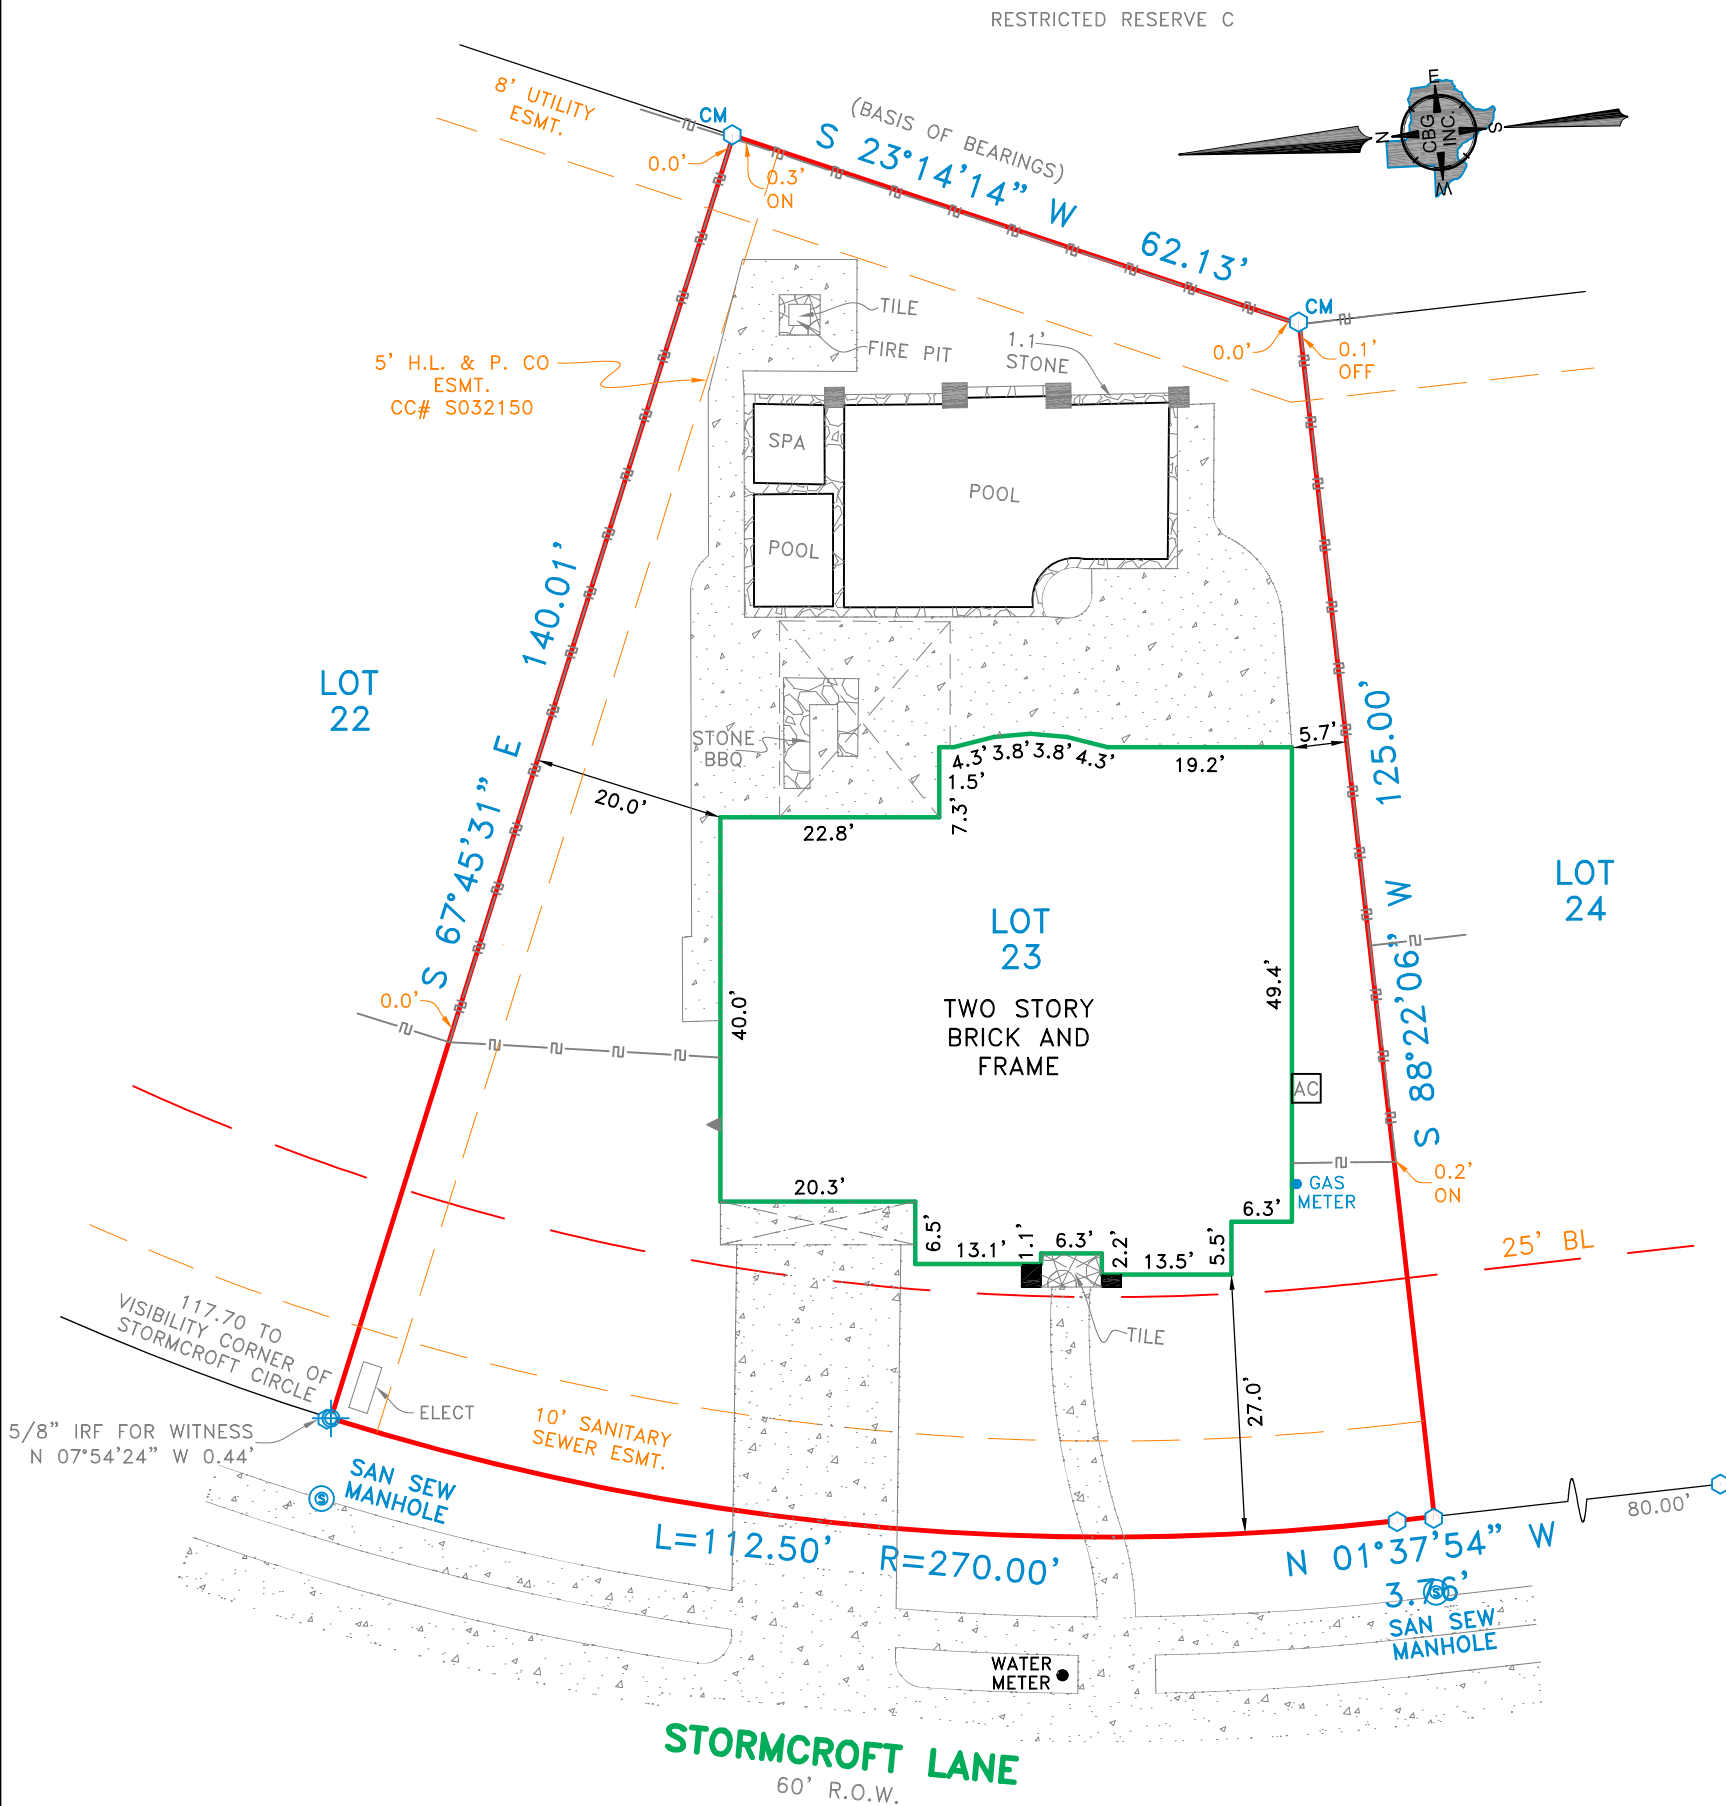 RESTRICTED RESERVE C
8' UTILITY
ESMT.
CM
(BASIS OF BEARINGS)
S 23°14'14" W 62.13'
E
N
S
W
CBG
INC.
0.0'
0.3'
ON
CM
0.0'
0.1'
OFF
TILE
FIRE PIT
1.1'
STONE
5' H.L. & P. CO
ESMT.
CC# S032150
SPA
POOL
POOL
S 67°45'31" E 140.01'
LOT
22
STONE
BBQ
20.0'
22.8'
7.3'
1.5'
4.3'
3.8'
3.8'
4.3'
19.2'
5.7'
S 88°22'06" W 125.00'
LOT
24
LOT
23
TWO STORY
BRICK AND
FRAME
40.0'
49.4'
0.0'
AC
GAS
METER
0.2'
ON
20.3'
6.5'
13.1'
1.1'
6.3'
2.2'
13.5'
5.5'
6.3'
25' BL
TILE
27.0'
117.70 TO
VISIBILITY CORNER OF
STORMCROFT CIRCLE
5/8" IRF FOR WITNESS
N 07°54'24" W 0.44'
ELECT
10' SANITARY
SEWER ESMT.
S
SAN SEW
MANHOLE
L=112.50' R=270.00'
N 01°37'54" W
3.76'
80.00'
S
SAN SEW
MANHOLE
WATER
METER
STORMCROFT LANE
60' R.O.W.